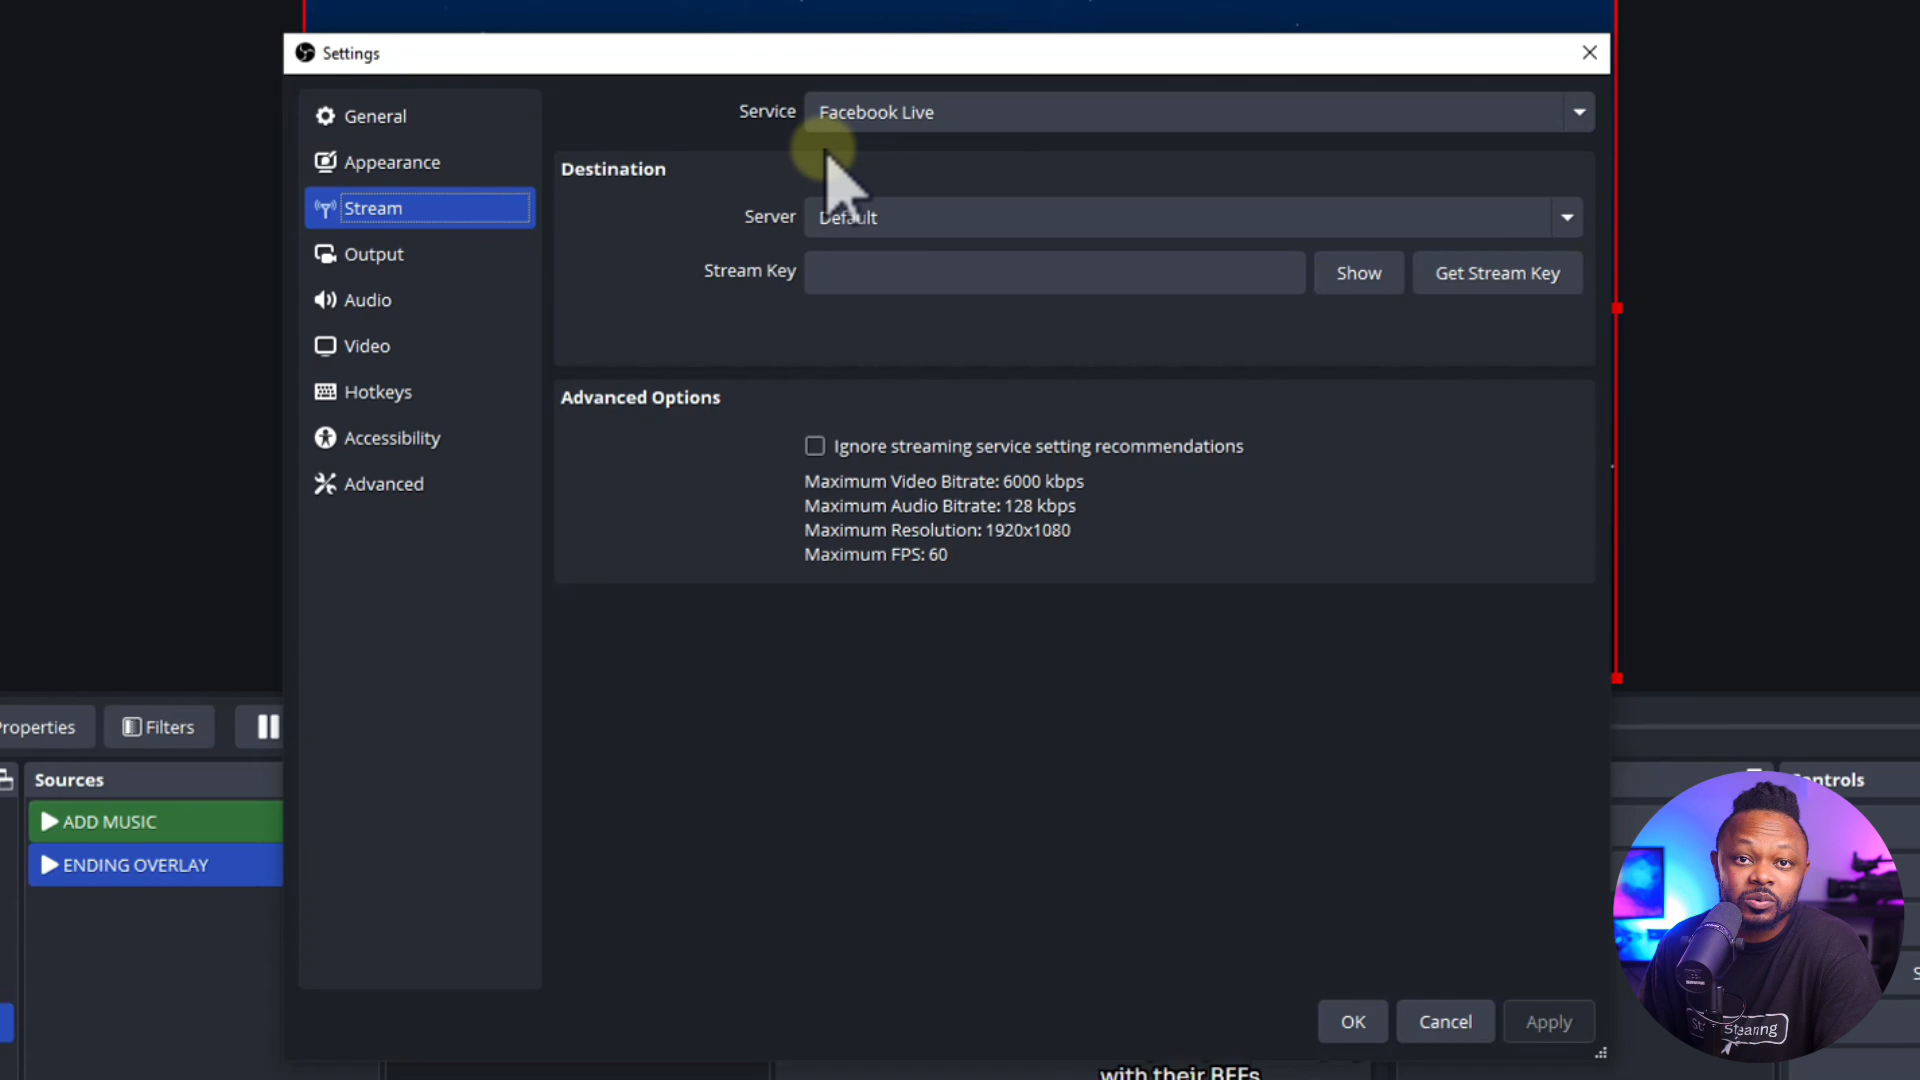 Settings
General
Appearance
Stream
Output
Audio
Video
Hotkeys
Accessibility
Advanced
Service Facebook Live
Destination
Server Default
Stream Key Show Get Stream Key
Advanced Options
Ignore streaming service setting recommendations
Maximum Video Bitrate: 6000 kbps
Maximum Audio Bitrate: 128 kbps
Maximum Resolution: 1920x1080
Maximum FPS: 60
Properties Filters
Sources
ADD MUSIC
ENDING OVERLAY
Controls
OK Cancel Apply
with their BFFs